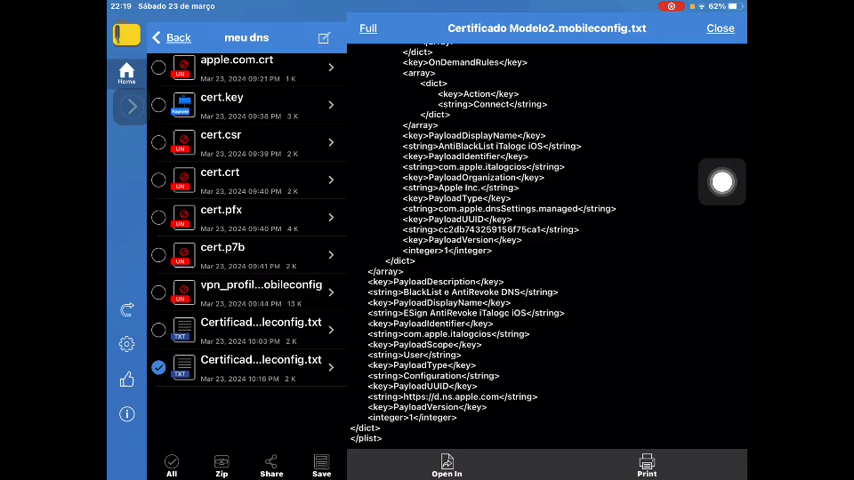 22:19 Sábado 23 de março
62%
Back
meu dns
Home
apple.com.crt
Mar 23, 2024 09:21 PM 1 K
UN
cert.key
Mar 23, 2024 09:38 PM 3 K
Keynote
cert.csr
Mar 23, 2024 09:39 PM 2 K
UN
cert.crt
Mar 23, 2024 09:40 PM 2 K
UN
cert.pfx
Mar 23, 2024 09:40 PM 4 K
UN
cert.p7b
Mar 23, 2024 09:41 PM 2 K
UN
vpn_profil...obileconfig
Mar 23, 2024 09:44 PM 13 K
UN
Certificad...leconfig.txt
Mar 23, 2024 10:03 PM 2 K
TXT
Certificad...leconfig.txt
Mar 23, 2024 10:16 PM 2 K
TXT
All
Zip
Share
Save
Full
Certificado Modelo2.mobileconfig.txt
Close
</dict>
<key>OnDemandRules</key>
<array>
<dict>
<key>Action</key>
<string>Connect</string>
</dict>
</array>
<key>PayloadDisplayName</key>
<string>AntiBlackList iTalogc iOS</string>
<key>PayloadIdentifier</key>
<string>com.apple.italogcios</string>
<key>PayloadOrganization</key>
<string>Apple Inc.</string>
<key>PayloadType</key>
<string>com.apple.dnsSettings.managed</string>
<key>PayloadUUID</key>
<string>cc2db743259156f75ca1</string>
<key>PayloadVersion</key>
<integer>1</integer>
</dict>
</array>
<key>PayloadDescription</key>
<string>BlackList e AntiRevoke DNS</string>
<key>PayloadDisplayName</key>
<string>ESign AntiRevoke iTalogc iOS</string>
<key>PayloadIdentifier</key>
<string>com.apple.italogcios</string>
<key>PayloadScope</key>
<string>User</string>
<key>PayloadType</key>
<string>Configuration</string>
<key>PayloadUUID</key>
<string>https://d.ns.apple.com</string>
<key>PayloadVersion</key>
<integer>1</integer>
</dict>
</plist>
Open In
Print